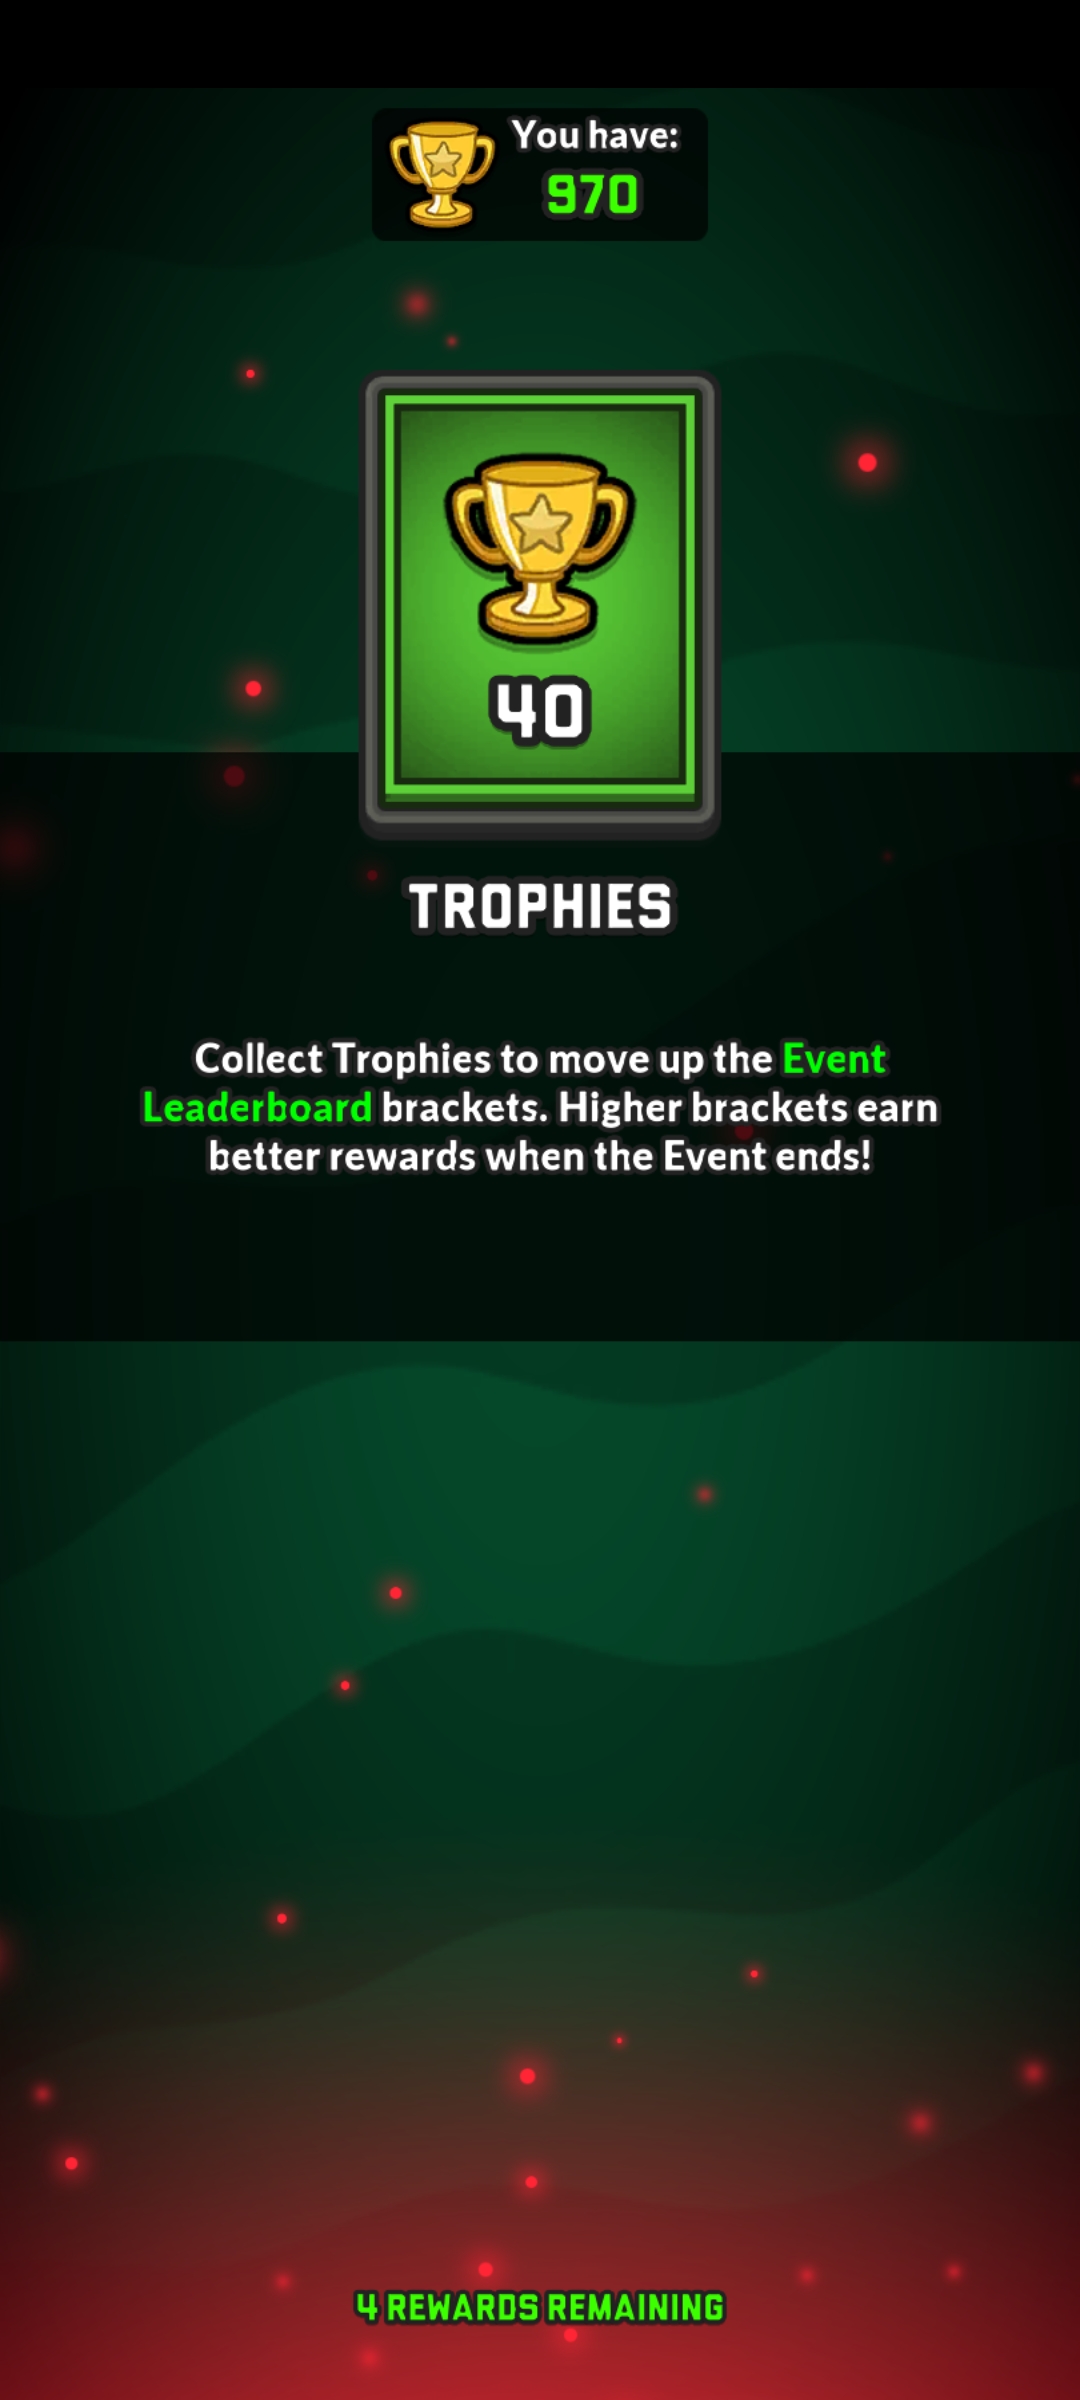 You have:
970
40
TROPHIES
Collect Trophies to move up the Event
Leaderboard brackets. Higher brackets earn
better rewards when the Event ends!
4 REWARDS REMAINING